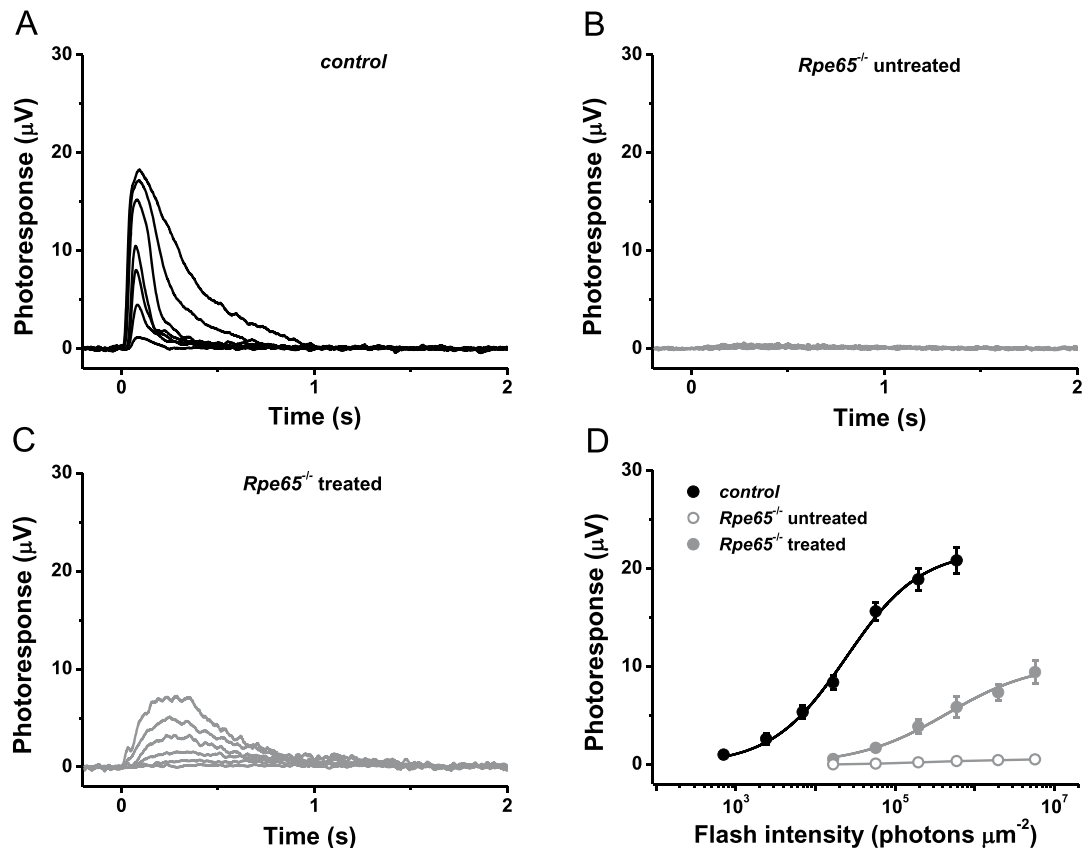 A
control
30
20
10
0
Photoresponse (μV)
0 1 2
Time (s)
B
Rpe65-/- untreated
30
20
10
0
Photoresponse (μV)
0 1 2
Time (s)
C
Rpe65-/- treated
30
20
10
0
Photoresponse (μV)
0 1 2
Time (s)
D
control
Rpe65-/- untreated
Rpe65-/- treated
30
20
10
0
Photoresponse (μV)
10³ 10⁵ 10⁷
Flash intensity (photons μm⁻²)